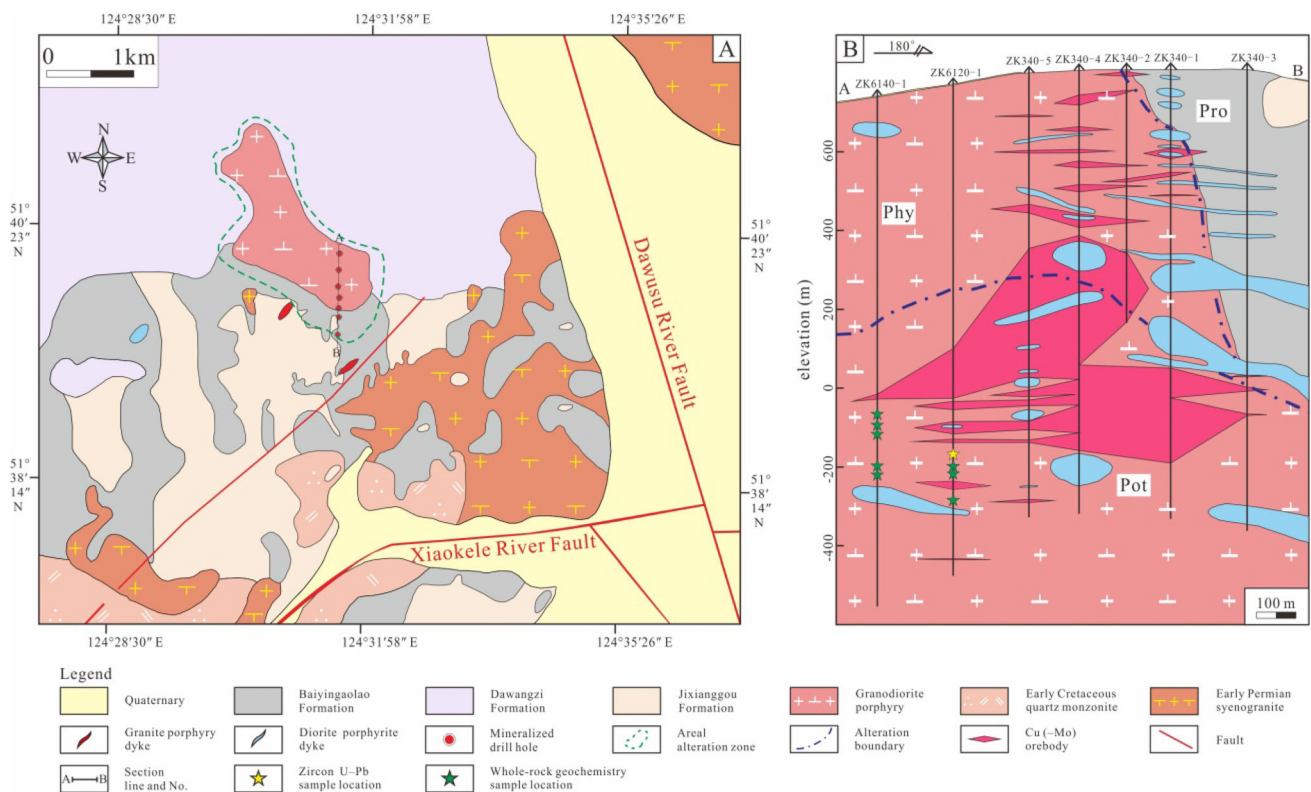 124°28′30″ E
124°31′58″ E
124°35′26″ E
0 1km
A
N
W E
S
51°
40′
23″
N
51°
40′
23″
N
A
B
Dawusu River Fault
51°
38′
14″
N
51°
38′
14″
N
Xiaokele River Fault
124°28′30″ E
124°31′58″ E
124°35′26″ E
B
180°
A
ZK6140-1
ZK6120-1
ZK340-5
ZK340-4
ZK340-2
ZK340-1
ZK340-3
B
Pro
Phy
Pot
elevation (m)
600
400
200
0
-200
-400
100 m
Legend
Quaternary
Baiyingaolao
Formation
Dawangzi
Formation
Jixianggou
Formation
Granodiorite
porphyry
Early Cretaceous
quartz monzonite
Early Permian
syenogranite
Granite porphyry
dyke
Diorite porphyrite
dyke
Mineralized
drill hole
Areal
alteration zone
Alteration
boundary
Cu (–Mo)
orebody
Fault
A B
Section
line and No.
Zircon U–Pb
sample location
Whole-rock geochemistry
sample location